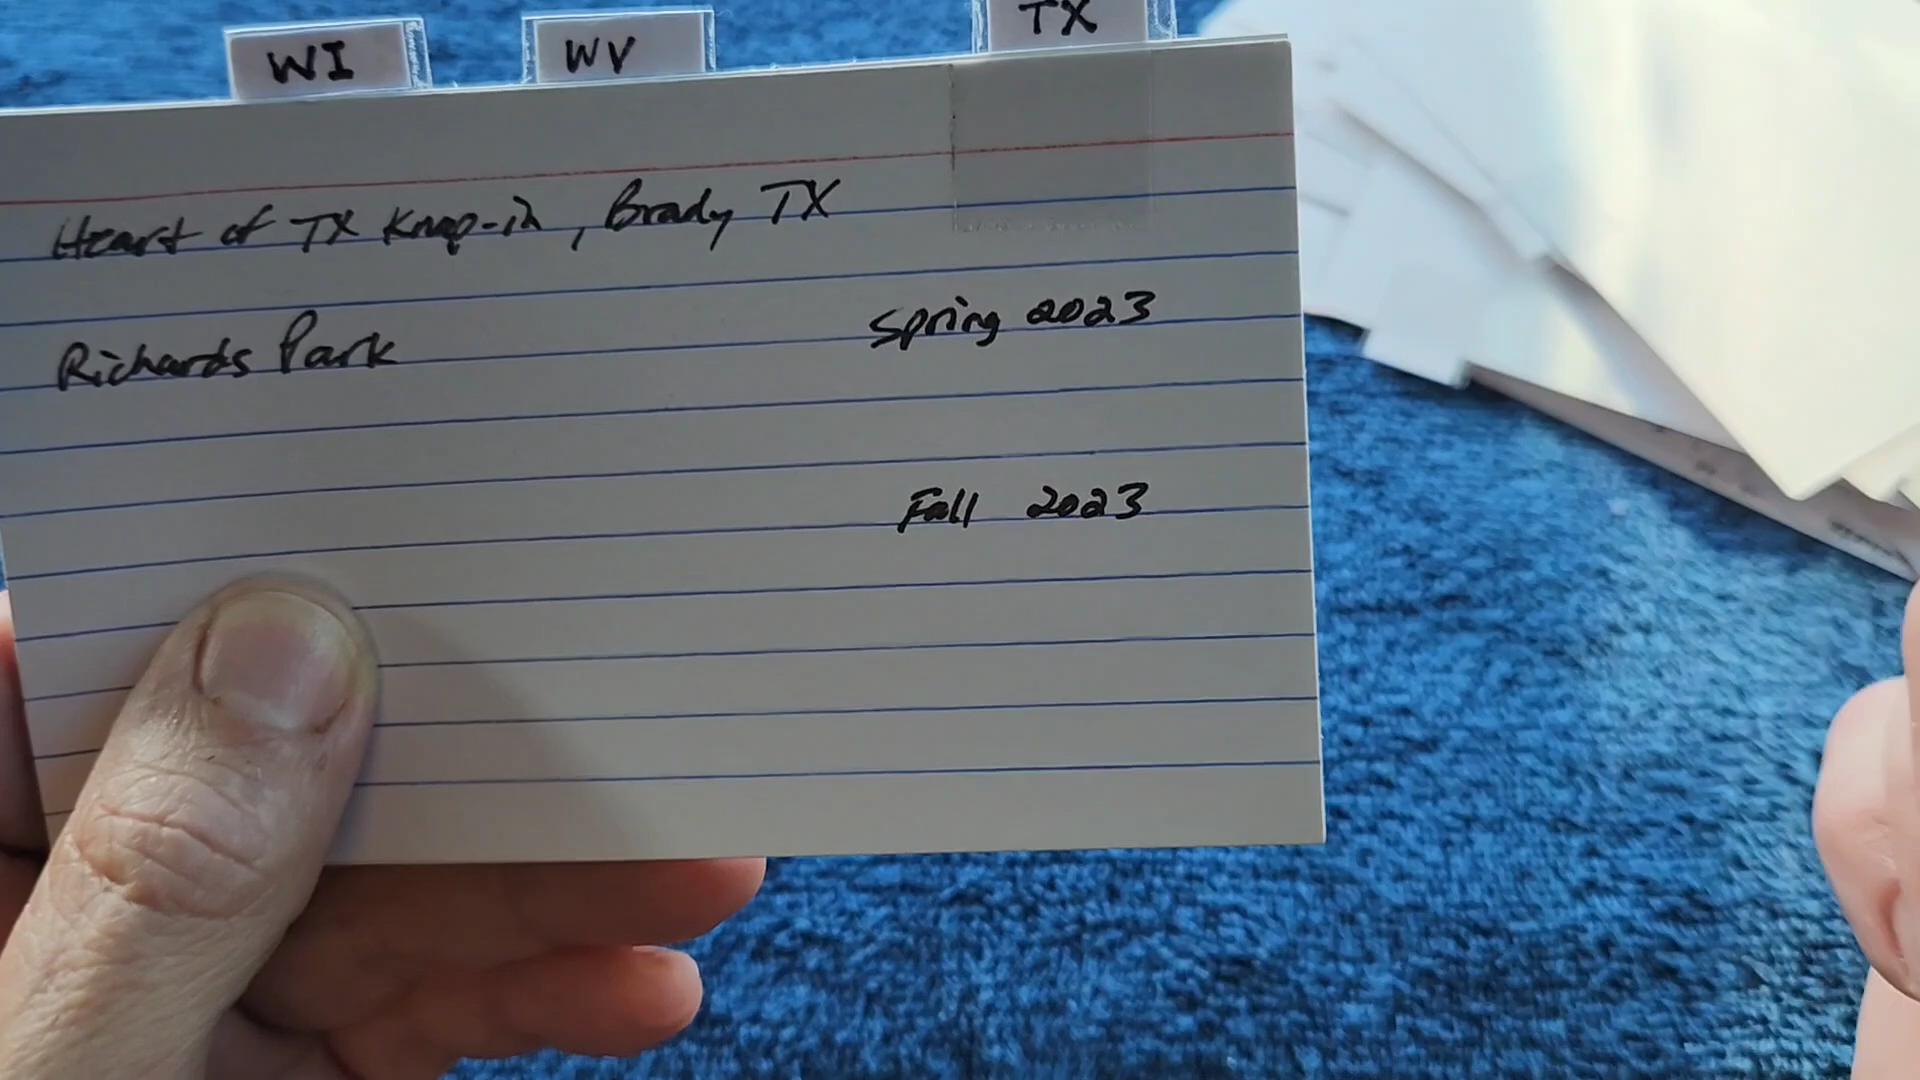 WI WV TX
Heart of TX Knap-in, Brady TX
Richards Park
Spring 2023
Fall 2023